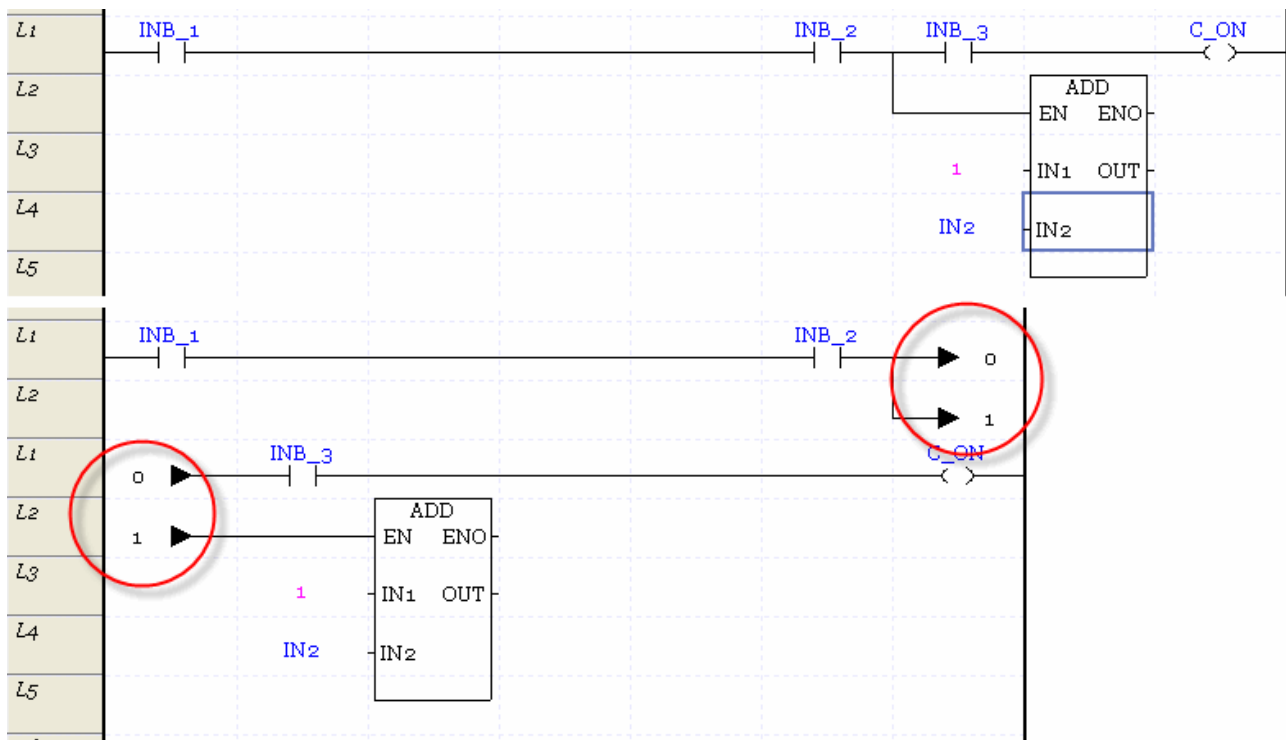 L1 INB_1 INB_2 INB_3 C_ON
L2 ADD
EN ENO
L3 1 IN1 OUT
L4 IN2 IN2
L5
L1 INB_1 INB_2 0
L2 1
L1 0 INB_3 C_ON
L2 1 ADD
EN ENO
L3 1 IN1 OUT
L4 IN2 IN2
L5